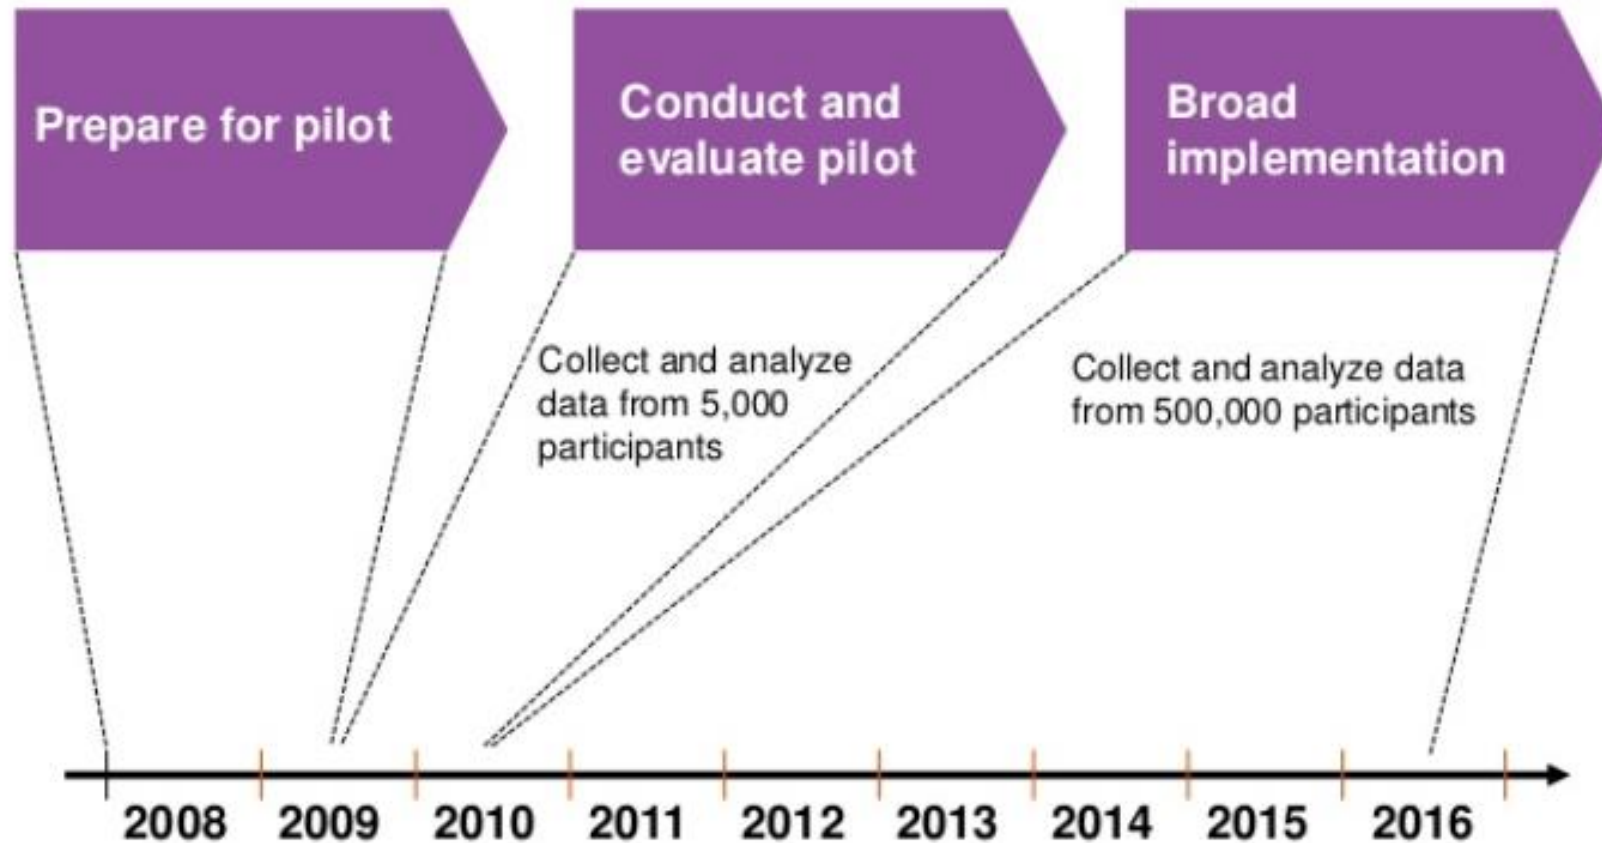 Prepare for pilot
Conduct and
evaluate pilot
Broad
implementation
Collect and analyze
data from 5,000
participants
Collect and analyze data
from 500,000 participants
2008 2009 2010 2011 2012 2013 2014 2015 2016